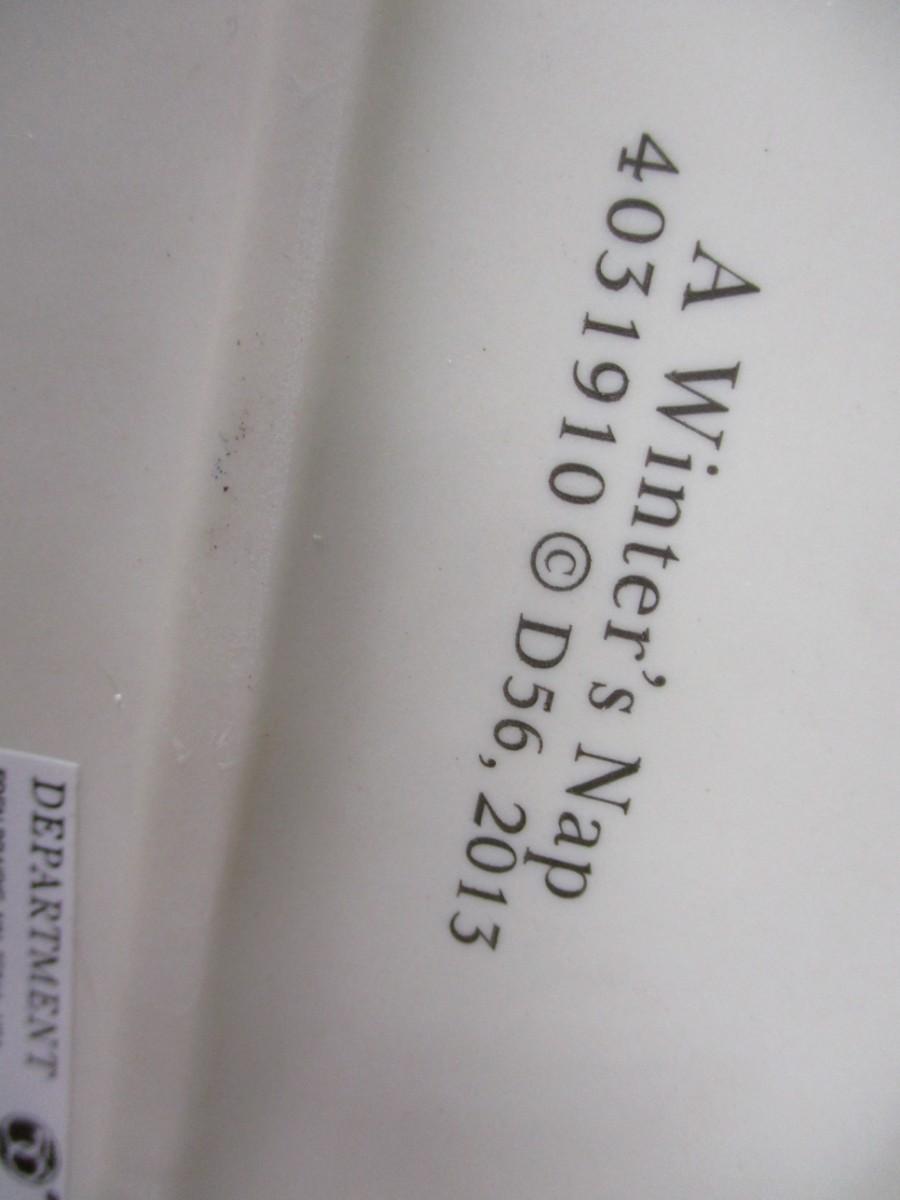 A Winter's Nap
4031910 © D56, 2013
DEPARTMENT